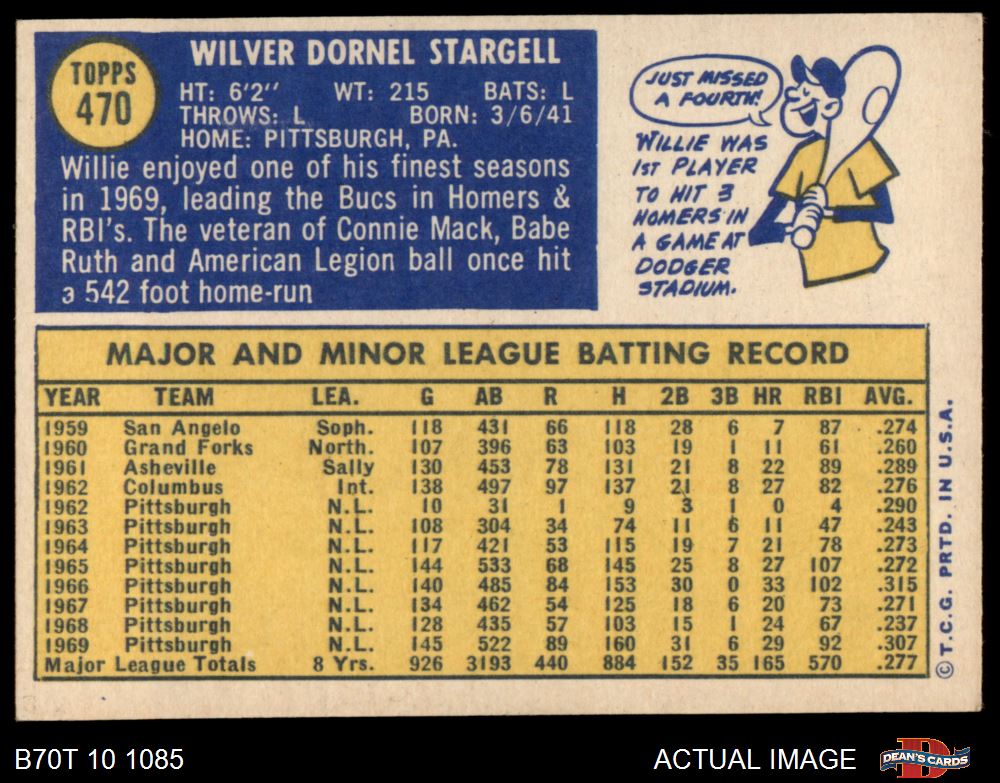 TOPPS
470
WILVER DORNEL STARGELL
HT: 6'2" WT: 215 BATS: L
THROWS: L BORN: 3/6/41
HOME: PITTSBURGH, PA.
Willie enjoyed one of his finest seasons
in 1969, leading the Bucs in Homers &
RBI's. The veteran of Connie Mack, Babe
Ruth and American Legion ball once hit
a 542 foot home-run
JUST MISSED
A FOURTH!
WILLIE WAS
1ST PLAYER
TO HIT 3
HOMERS IN
A GAME AT
DODGER
STADIUM.
MAJOR AND MINOR LEAGUE BATTING RECORD
YEAR TEAM LEA. G AB R H 2B 3B HR RBI AVG.
1959 San Angelo Soph. 118 431 66 118 28 6 7 87 .274
1960 Grand Forks North. 107 396 63 103 19 1 11 61 .260
1961 Asheville Sally 130 453 78 131 21 8 22 89 .289
1962 Columbus Int. 138 497 97 137 21 8 27 82 .276
1962 Pittsburgh N.L. 10 31 1 9 3 1 0 4 .290
1963 Pittsburgh N.L. 108 304 34 74 11 6 11 47 .243
1964 Pittsburgh N.L. 117 421 53 115 19 7 21 78 .273
1965 Pittsburgh N.L. 144 533 68 145 25 8 27 107 .272
1966 Pittsburgh N.L. 140 485 84 153 30 0 33 102 .315
1967 Pittsburgh N.L. 134 462 54 125 18 6 20 73 .271
1968 Pittsburgh N.L. 128 435 57 103 15 1 24 67 .237
1969 Pittsburgh N.L. 145 522 89 160 31 6 29 92 .307
Major League Totals 8 Yrs. 926 3193 440 884 152 35 165 570 .277
© T.C.G. PRTD. IN U.S.A.
B70T 10 1085
ACTUAL IMAGE
DEAN'S CARDS